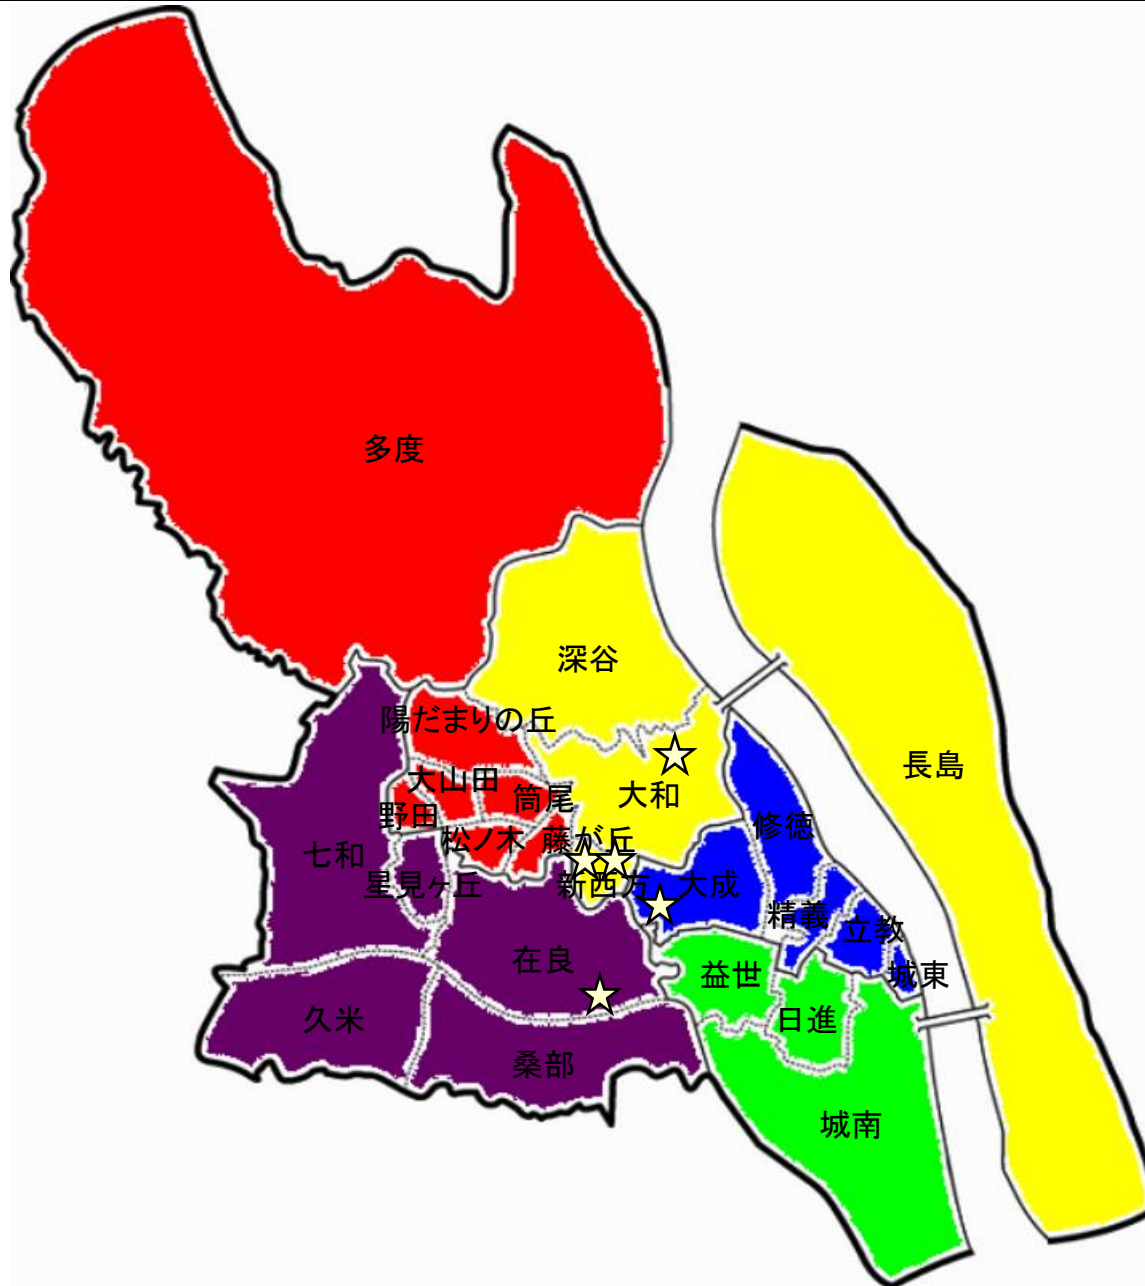 多度
深谷
陽だまりの丘
長島
大山田
筒尾
大和
野田
松ノ木
藤が丘
修徳
七和
星見ヶ丘
新西方
大成
精義
立教
在良
益世
城東
久米
日進
桑部
城南